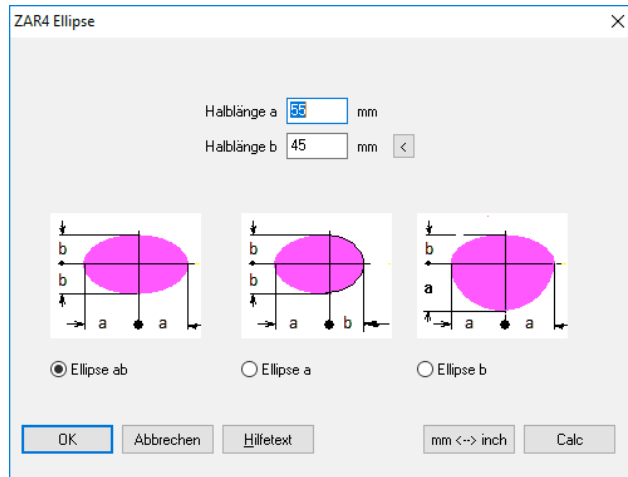 ZAR4 Ellipse
Halblänge a 55 mm
Halblänge b 45 mm <
b b b
b a
a a a b a a
Ellipse ab Ellipse a Ellipse b
OK Abbrechen Hilfetext mm <--> inch Calc